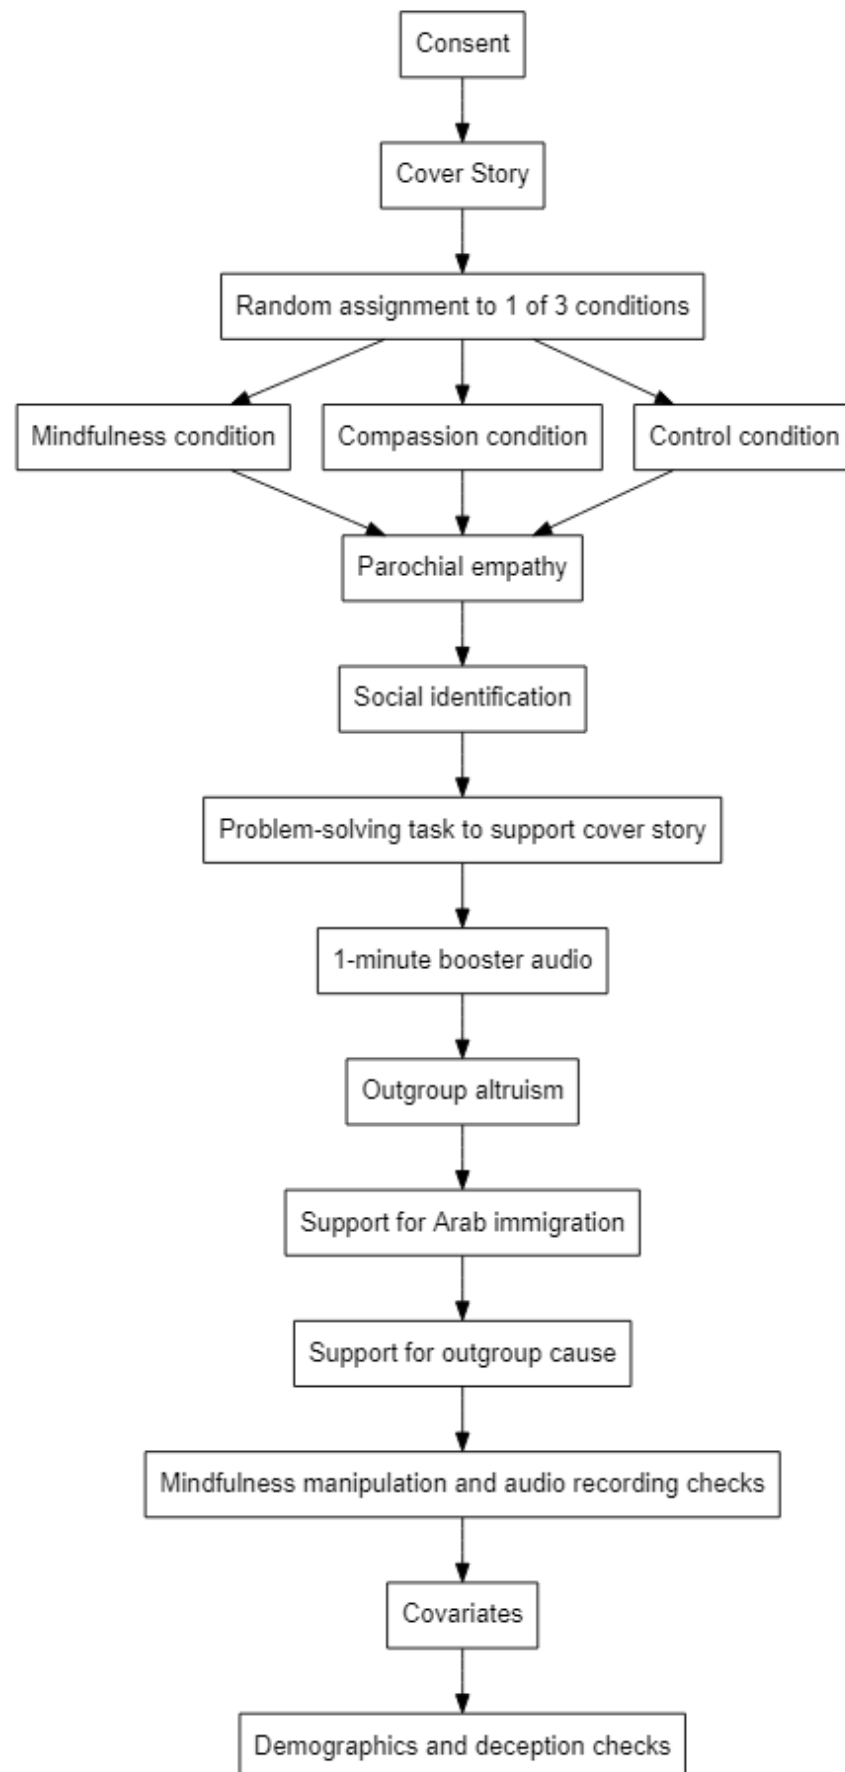 Consent
Cover Story
Random assignment to 1 of 3 conditions
Mindfulness condition
Compassion condition
Control condition
Parochial empathy
Social identification
Problem-solving task to support cover story
1-minute booster audio
Outgroup altruism
Support for Arab immigration
Support for outgroup cause
Mindfulness manipulation and audio recording checks
Covariates
Demographics and deception checks